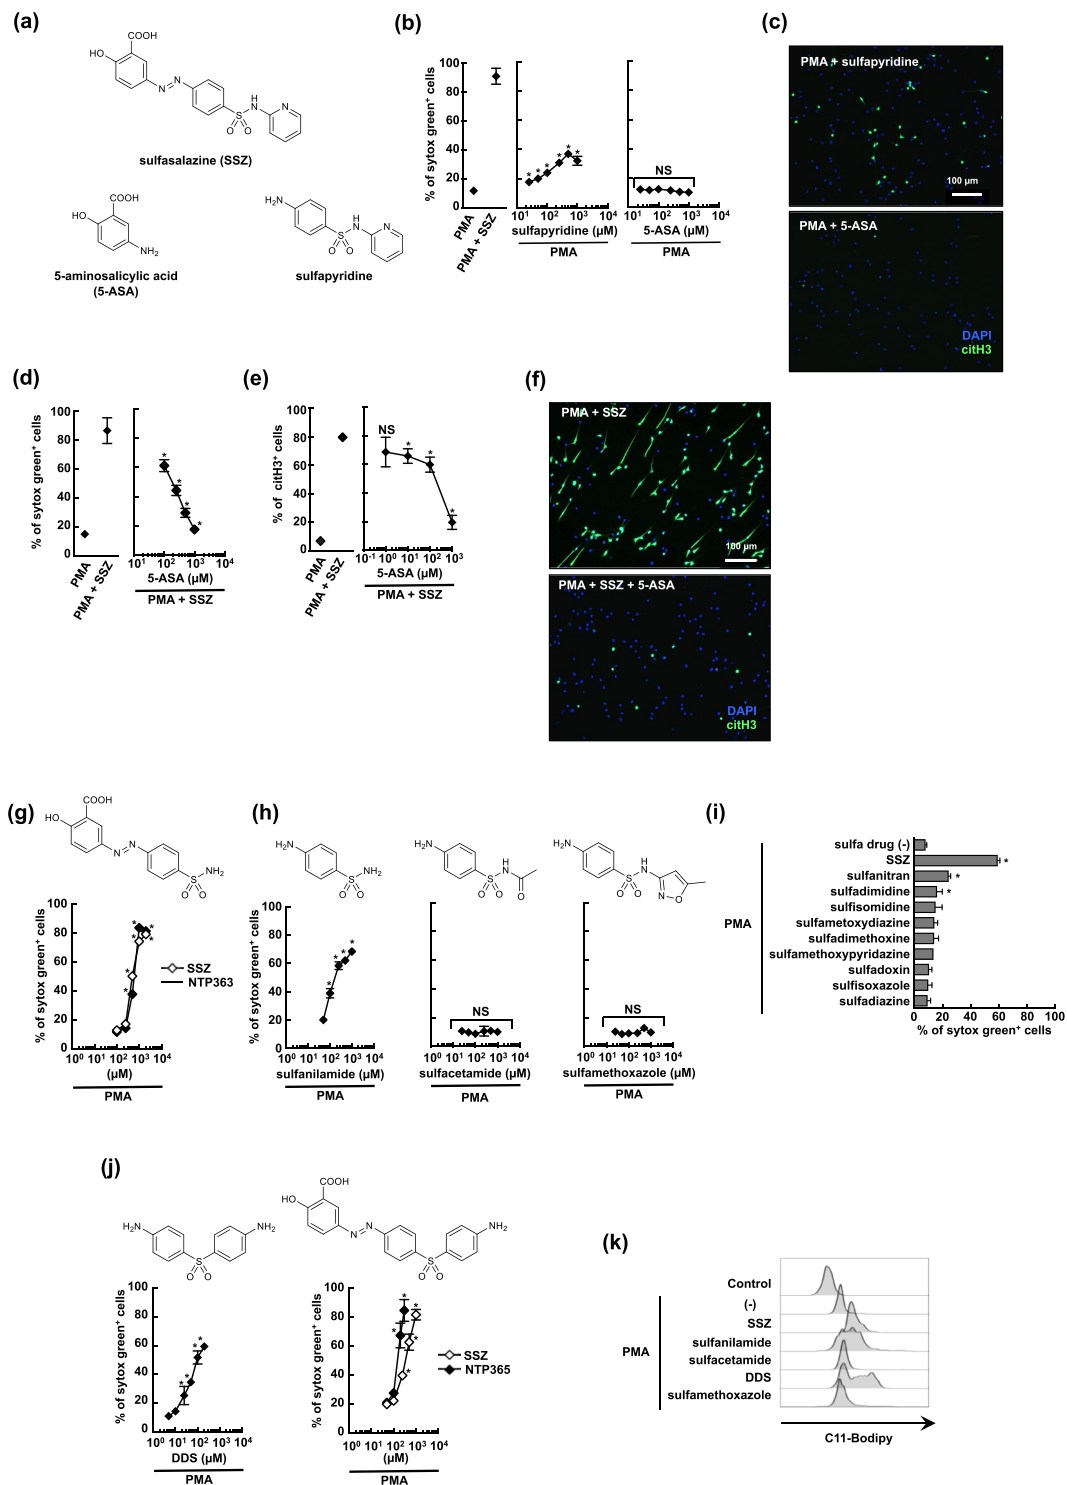 (a)
COOH
HO
N
N
S
O O
H
N
N
sulfasalazine (SSZ)
COOH
HO
NH2
5-aminosalicylic acid
(5-ASA)
H2N
S
O O
H
N
N
sulfapyridine
(b)
% of sytox green+ cells
100
80
60
40
20
0
PMA
PMA + SSZ
10¹ 10² 10³ 10⁴
sulfapyridine (µM)
PMA
NS
10¹ 10² 10³ 10⁴
5-ASA (µM)
PMA
(c)
PMA + sulfapyridine
100 µm
PMA + 5-ASA
DAPI
citH3
(d)
% of sytox green+ cells
100
80
60
40
20
0
PMA
PMA + SSZ
10¹ 10² 10³ 10⁴
5-ASA (µM)
PMA + SSZ
(e)
% of citH3+ cells
100
80
60
40
20
0
PMA
PMA + SSZ
NS
10⁻¹ 10⁰ 10¹ 10² 10³
5-ASA (µM)
PMA + SSZ
(f)
PMA + SSZ
100 µm
PMA + SSZ + 5-ASA
DAPI
citH3
(g)
COOH
HO
N
N
S
NH2
O O
% of sytox green+ cells
100
80
60
40
20
0
SSZ
NTP363
10⁰ 10¹ 10² 10³ 10⁴
(µM)
PMA
(h)
H2N
S
NH2
O O
% of sytox green+ cells
100
80
60
40
20
0
10⁰ 10¹ 10² 10³ 10⁴
sulfanilamide (µM)
PMA
H2N
S
O O
H
N
O
NS
10⁰ 10¹ 10² 10³ 10⁴
sulfacetamide (µM)
PMA
H2N
S
O O
H
N
N
O
NS
10⁰ 10¹ 10² 10³ 10⁴
sulfamethoxazole (µM)
PMA
(i)
PMA
sulfa drug (-)
SSZ *
sulfanitran *
sulfadimidine *
sulfisomidine
sulfametoxydiazine
sulfadimethoxine
sulfamethoxypyridazine
sulfadoxin
sulfisoxazole
sulfadiazine
0 20 40 60 80 100
% of sytox green+ cells
(j)
H2N
NH2
S
O O
% of sytox green+ cells
100
80
60
40
20
0
10⁰ 10¹ 10² 10³ 10⁴
DDS (µM)
PMA
COOH
HO
N
N
S
O O
NH2
% of sytox green+ cells
100
80
60
40
20
0
SSZ
NTP365
10⁰ 10¹ 10² 10³ 10⁴
(µM)
PMA
(k)
PMA
Control
(-)
SSZ
sulfanilamide
sulfacetamide
DDS
sulfamethoxazole
C11-Bodipy